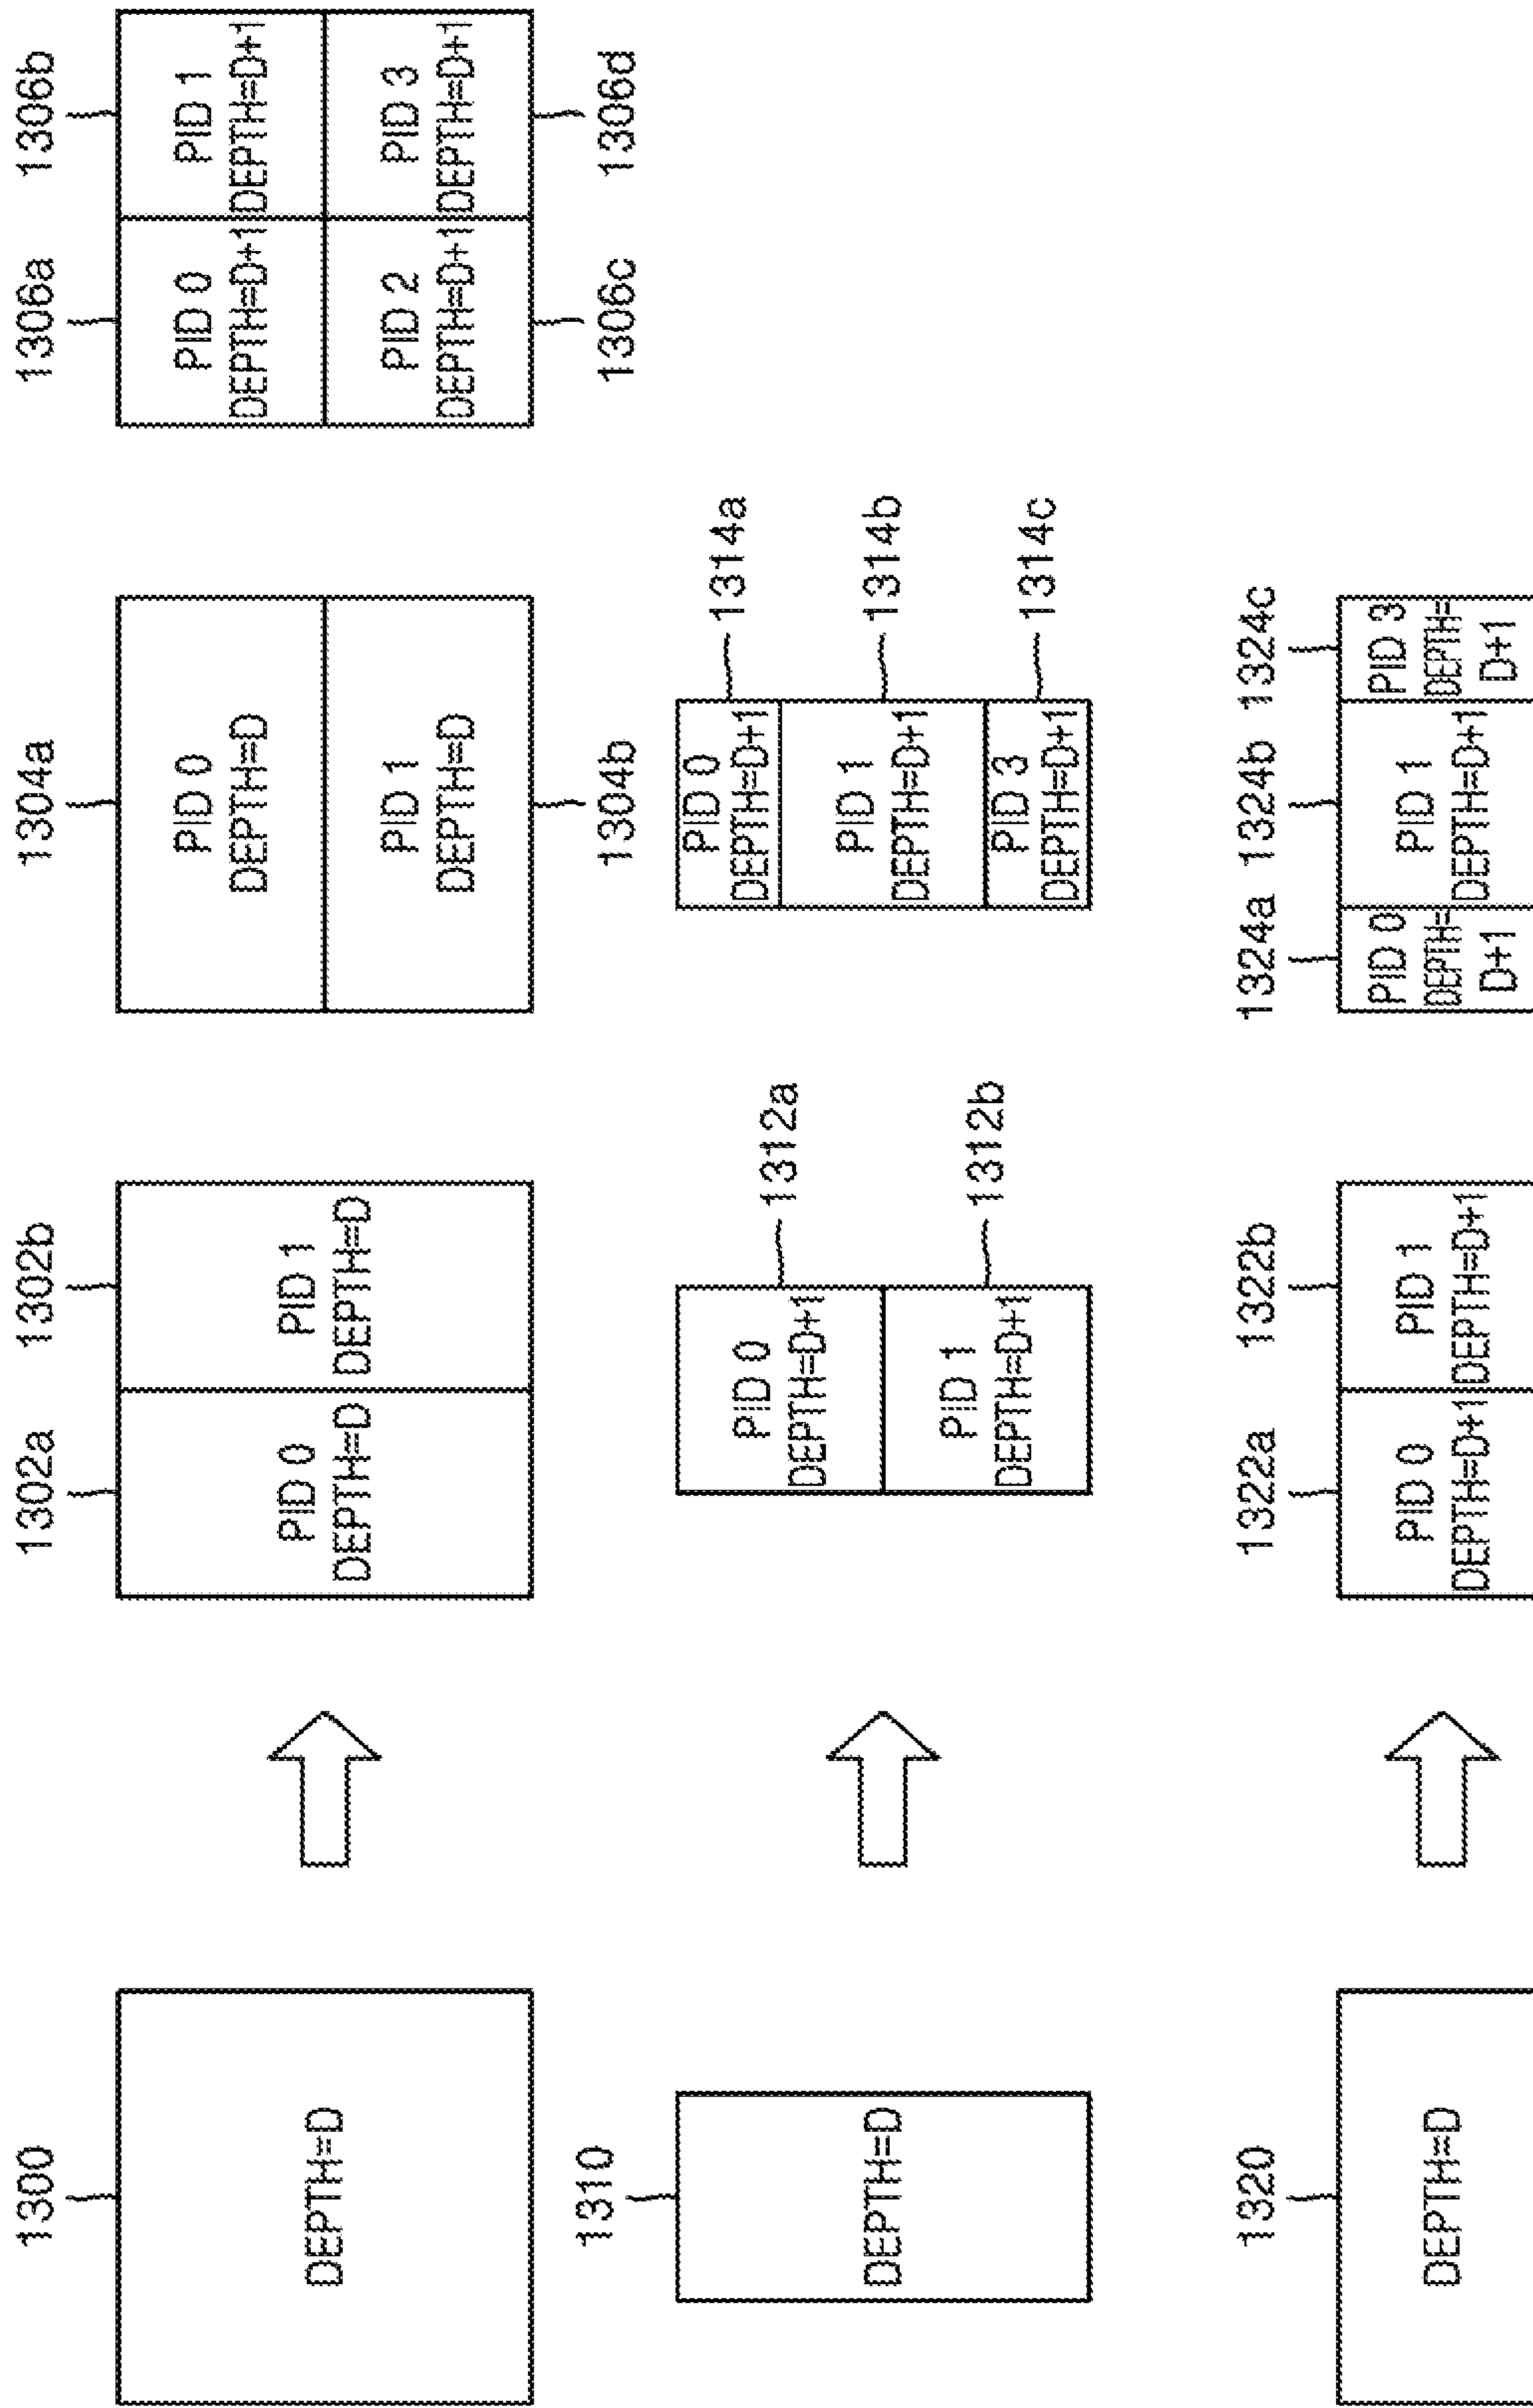 1300
DEPTH=D
1302a
1302b
PID 0
DEPTH=D
PID 1
DEPTH=D
1304a
PID 0
DEPTH=D
PID 1
DEPTH=D
1304b
1306a
1306b
PID 0
DEPTH=D+1
PID 1
DEPTH=D+1
PID 2
DEPTH=D+1
PID 3
DEPTH=D+1
1306c
1306d
1310
DEPTH=D
PID 0
DEPTH=D+1
1312a
PID 1
DEPTH=D+1
1312b
PID 0
DEPTH=D+1
1314a
PID 1
DEPTH=D+1
1314b
PID 3
DEPTH=D+1
1314c
1320
DEPTH=D
1322a
1322b
PID 0
DEPTH=D+1
PID 1
DEPTH=D+1
1324a
1324b
1324c
PID 0
DEPTH=
D+1
PID 1
DEPTH=D+1
PID 3
DEPTH=
D+1